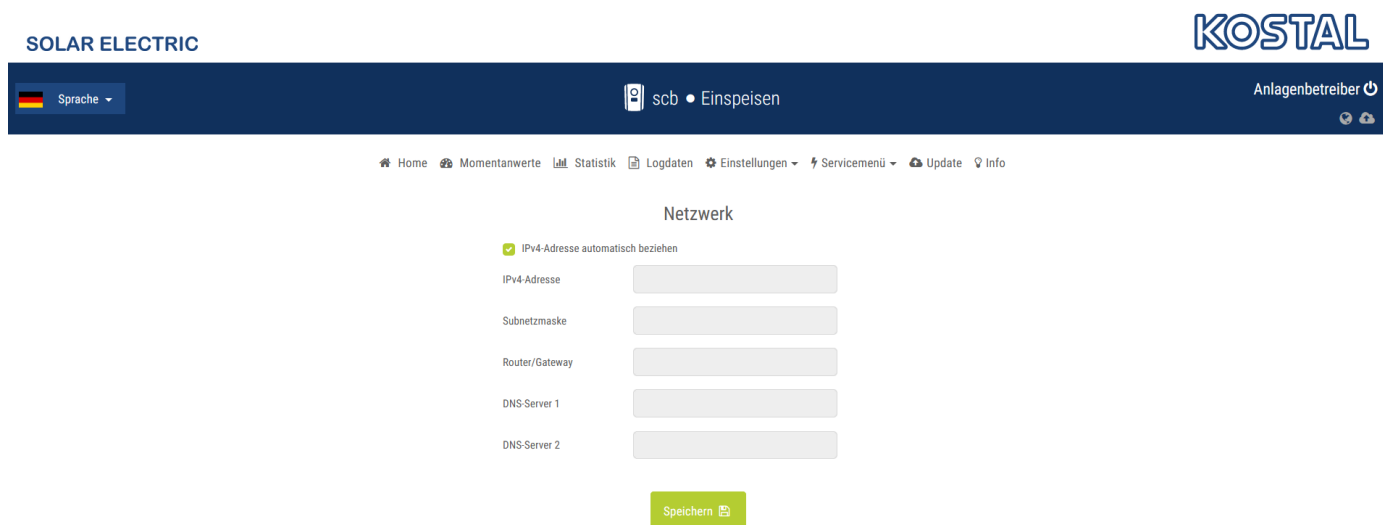 SOLAR ELECTRIC
KOSTAL
Sprache
scb • Einspeisen
Anlagenbetreiber
Home Momentanwerte Statistik Logdaten Einstellungen Servicemenü Update Info
Netzwerk
IPv4-Adresse automatisch beziehen
IPv4-Adresse
Subnetzmaske
Router/Gateway
DNS-Server 1
DNS-Server 2
Speichern